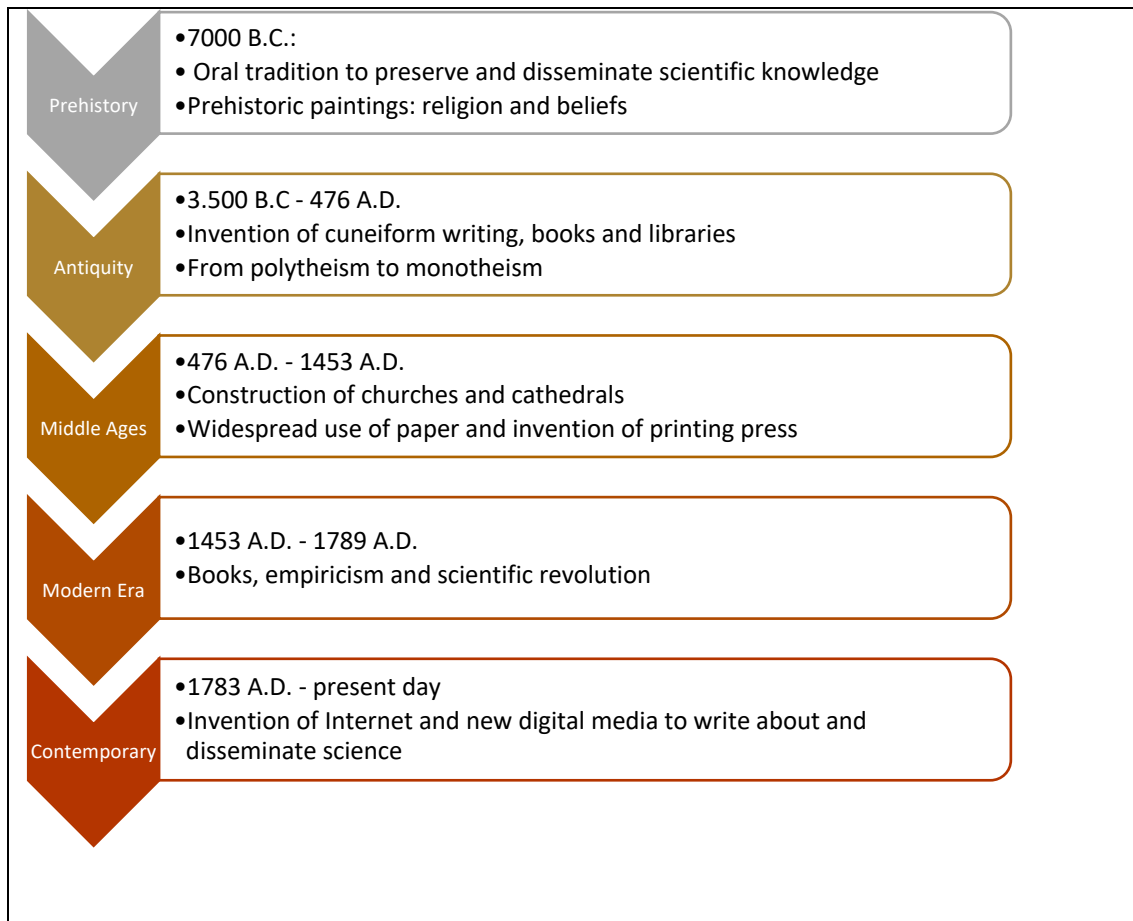 Prehistory
•7000 B.C.:
• Oral tradition to preserve and disseminate scientific knowledge
•Prehistoric paintings: religion and beliefs
Antiquity
•3.500 B.C - 476 A.D.
•Invention of cuneiform writing, books and libraries
•From polytheism to monotheism
Middle Ages
•476 A.D. - 1453 A.D.
•Construction of churches and cathedrals
•Widespread use of paper and invention of printing press
Modern Era
•1453 A.D. - 1789 A.D.
•Books, empiricism and scientific revolution
Contemporary
•1783 A.D. - present day
•Invention of Internet and new digital media to write about and
disseminate science